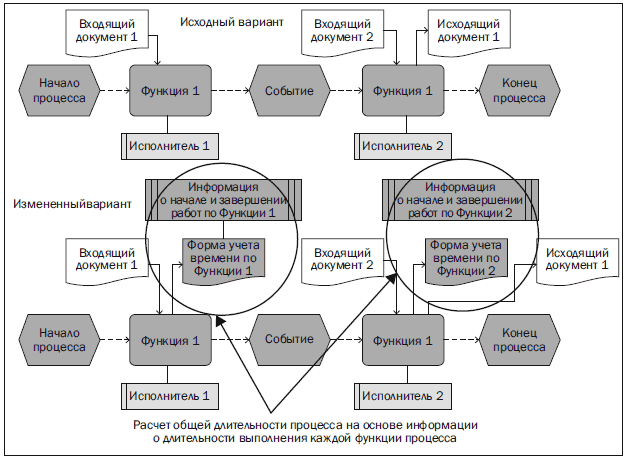 Исходный вариант
Входящий
документ 1
Входящий
документ 2
Исходящий
документ 1
Начало
процесса
Функция 1
Событие
Функция 1
Конец
процесса
Исполнитель 1
Исполнитель 2
Измененныйвариант
Информация
о начале и завершении
работ по Функции 1
Информация
о начале и завершении
работ по Функции 2
Входящий
документ 1
Форма учета
времени по
Функции 1
Входящий
документ 2
Форма учета
времени по
Функции 2
Исходящий
документ 1
Начало
процесса
Функция 1
Событие
Функция 1
Конец
процесса
Исполнитель 1
Исполнитель 2
Расчет общей длительности процесса на основе информации
о длительности выполнения каждой функции процесса